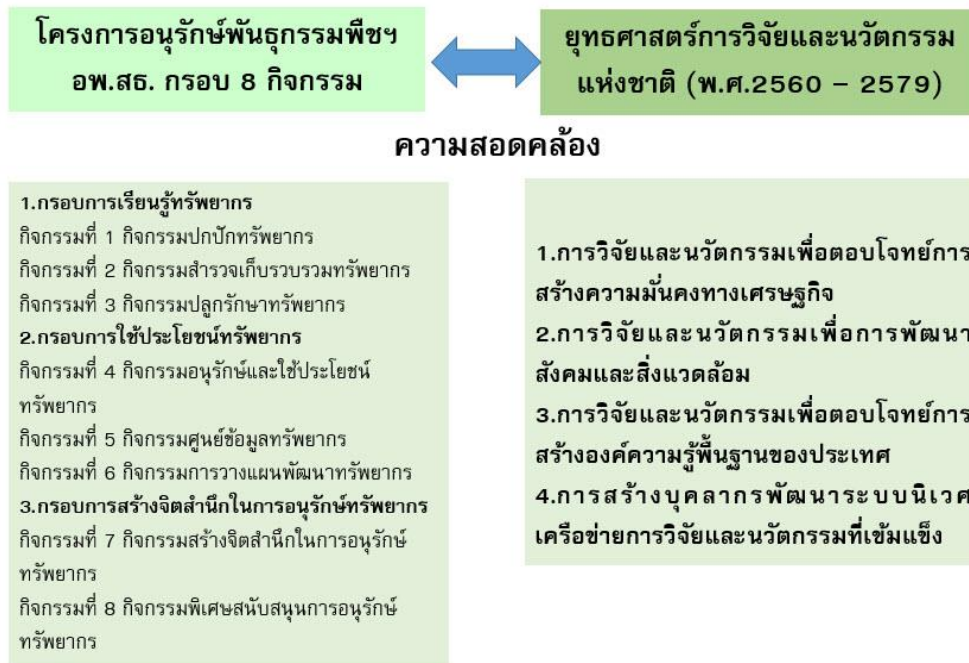 โครงการอนุรักษ์พันธุกรรมพืชฯ
อพ.สธ. กรอบ 8 กิจกรรม
ยุทธศาสตร์การวิจัยและนวัตกรรม
แห่งชาติ (พ.ศ.2560 – 2579)
ความสอดคล้อง
1.กรอบการเรียนรู้ทรัพยากร
กิจกรรมที่ 1 กิจกรรมปกปักทรัพยากร
กิจกรรมที่ 2 กิจกรรมสำรวจเก็บรวบรวมทรัพยากร
กิจกรรมที่ 3 กิจกรรมปลูกรักษาทรัพยากร
2.กรอบการใช้ประโยชน์ทรัพยากร
กิจกรรมที่ 4 กิจกรรมอนุรักษ์และใช้ประโยชน์
ทรัพยากร
กิจกรรมที่ 5 กิจกรรมศูนย์ข้อมูลทรัพยากร
กิจกรรมที่ 6 กิจกรรมการวางแผนพัฒนาทรัพยากร
3.กรอบการสร้างจิตสำนึกในการอนุรักษ์ทรัพยากร
กิจกรรมที่ 7 กิจกรรมสร้างจิตสำนึกในการอนุรักษ์
ทรัพยากร
กิจกรรมที่ 8 กิจกรรมพิเศษสนับสนุนการอนุรักษ์
ทรัพยากร
1.การวิจัยและนวัตกรรมเพื่อตอบโจทย์การ
สร้างความมั่นคงทางเศรษฐกิจ
2.การวิจัยและนวัตกรรมเพื่อการพัฒนา
สังคมและสิ่งแวดล้อม
3.การวิจัยและนวัตกรรมเพื่อตอบโจทย์การ
สร้างองค์ความรู้พื้นฐานของประเทศ
4.การสร้างบุคลากรพัฒนาระบบนิเวศ
เครือข่ายการวิจัยและนวัตกรรมที่เข้มแข็ง